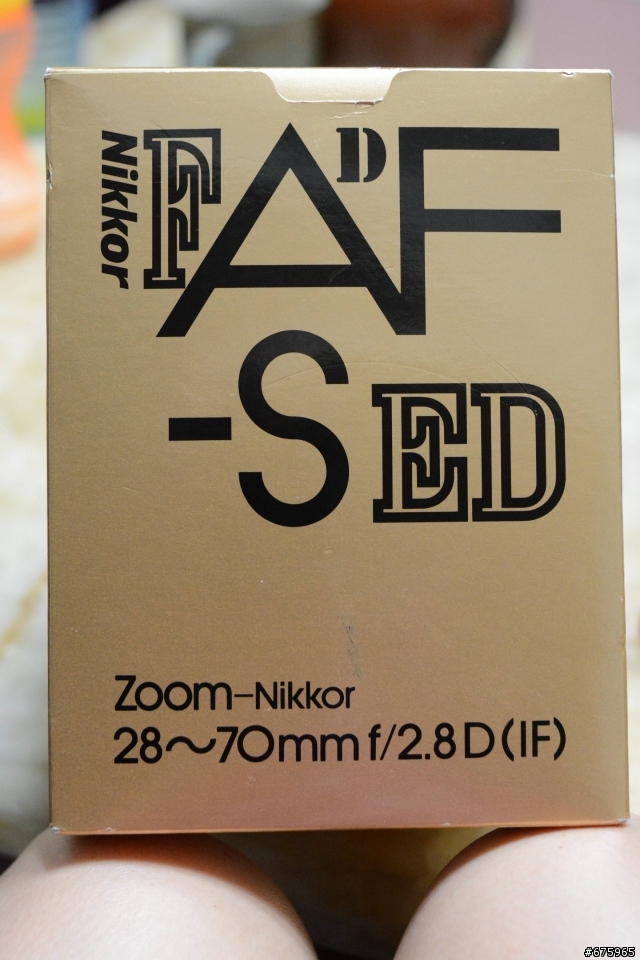 Nikkor
F
AF
D
-S ED
Zoom-Nikkor
28～70mm f/2.8D(IF)
#675965